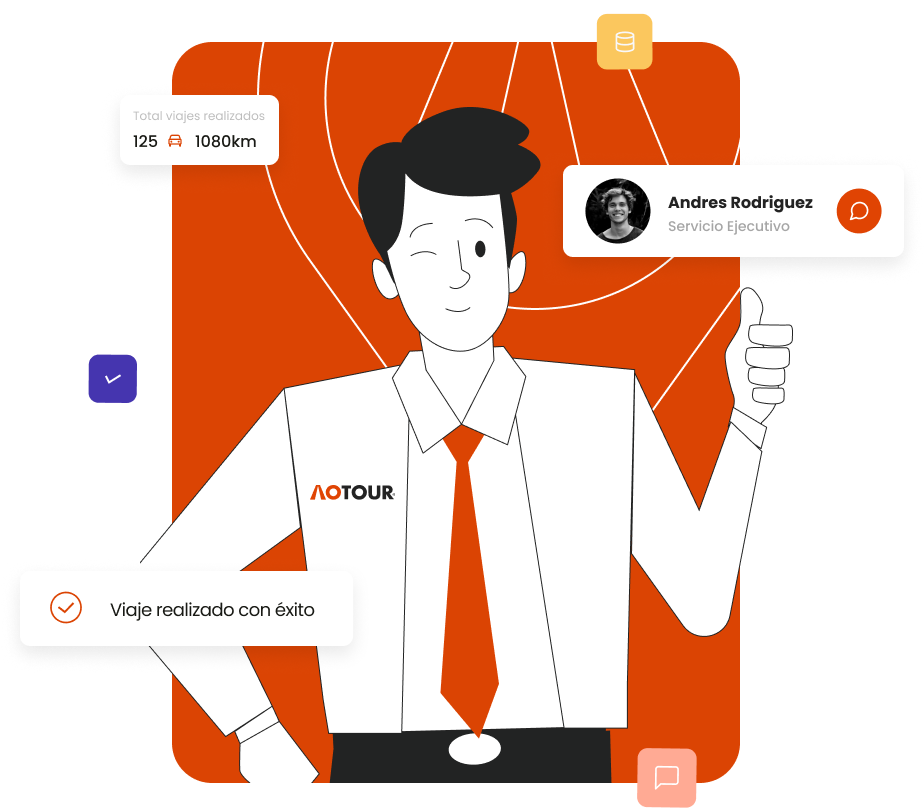 Total viajes realizados
125 1080km
Andres Rodriguez
Servicio Ejecutivo
AOTOUR
Viaje realizado con éxito